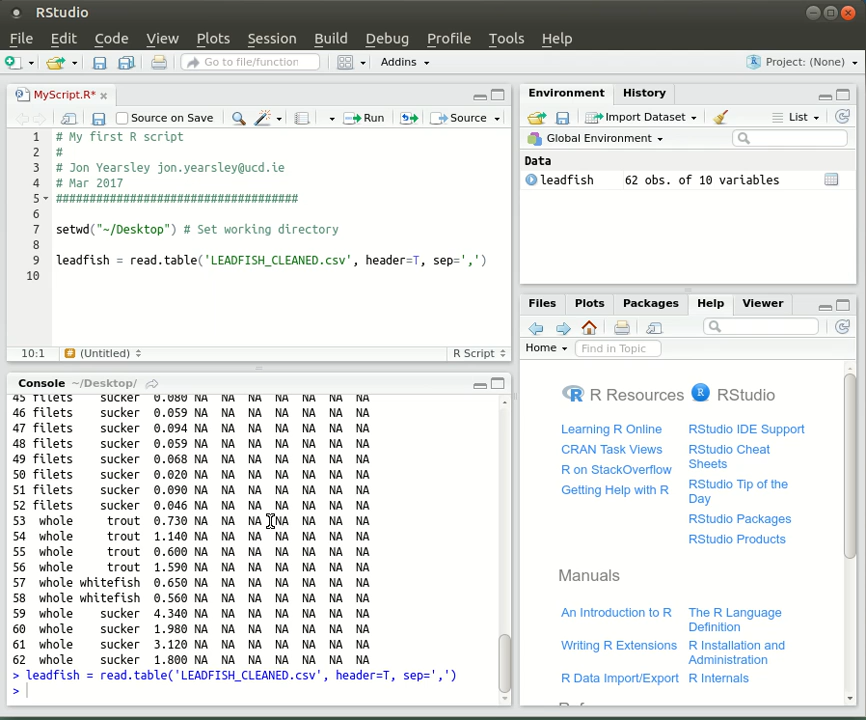 RStudio
File Edit Code View Plots Session Build Debug Profile Tools Help
Go to file/function Addins Project: (None)
MyScript.R*
Source on Save Run Source
1 # My first R script
2 #
3 # Jon Yearsley jon.yearsley@ucd.ie
4 # Mar 2017
5 ####################################
6
7 setwd("~/Desktop") # Set working directory
8
9 leadfish = read.table('LEADFISH_CLEANED.csv', header=T, sep=',')
10
10:1 (Untitled) R Script
Console ~/Desktop/
45 filets sucker 0.080 NA NA NA NA NA NA NA
46 filets sucker 0.059 NA NA NA NA NA NA NA
47 filets sucker 0.094 NA NA NA NA NA NA NA
48 filets sucker 0.059 NA NA NA NA NA NA NA
49 filets sucker 0.068 NA NA NA NA NA NA NA
50 filets sucker 0.020 NA NA NA NA NA NA NA
51 filets sucker 0.090 NA NA NA NA NA NA NA
52 filets sucker 0.046 NA NA NA NA NA NA NA
53 whole trout 0.730 NA NA NA NA NA NA NA
54 whole trout 1.140 NA NA NA NA NA NA NA
55 whole trout 0.600 NA NA NA NA NA NA NA
56 whole trout 1.590 NA NA NA NA NA NA NA
57 whole whitefish 0.650 NA NA NA NA NA NA NA
58 whole whitefish 0.560 NA NA NA NA NA NA NA
59 whole sucker 4.340 NA NA NA NA NA NA NA
60 whole sucker 1.980 NA NA NA NA NA NA NA
61 whole sucker 3.120 NA NA NA NA NA NA NA
62 whole sucker 1.800 NA NA NA NA NA NA NA
> leadfish = read.table('LEADFISH_CLEANED.csv', header=T, sep=',')
>
Environment History
Import Dataset List
Global Environment
Data
leadfish 62 obs. of 10 variables
Files Plots Packages Help Viewer
Home Find in Topic
R Resources
Learning R Online
CRAN Task Views
R on StackOverflow
Getting Help with R
R RStudio
RStudio IDE Support
RStudio Cheat
Sheets
RStudio Tip of the
Day
RStudio Packages
RStudio Products
Manuals
An Introduction to R
Writing R Extensions
R Data Import/Export
The R Language
Definition
R Installation and
Administration
R Internals